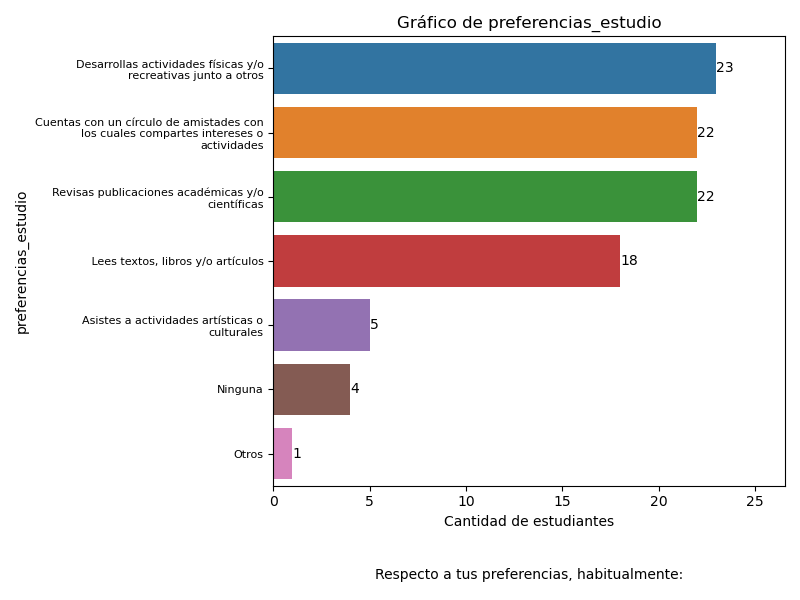 Gráfico de preferencias_estudio
Desarrollas actividades físicas y/o
recreativas junto a otros
23
Cuentas con un círculo de amistades con
los cuales compartes intereses o
actividades
22
Revisas publicaciones académicas y/o
científicas
22
Lees textos, libros y/o artículos
18
Asistes a actividades artísticas o
culturales
5
Ninguna
4
Otros
1
preferencias_estudio
0 5 10 15 20 25
Cantidad de estudiantes
Respecto a tus preferencias, habitualmente: